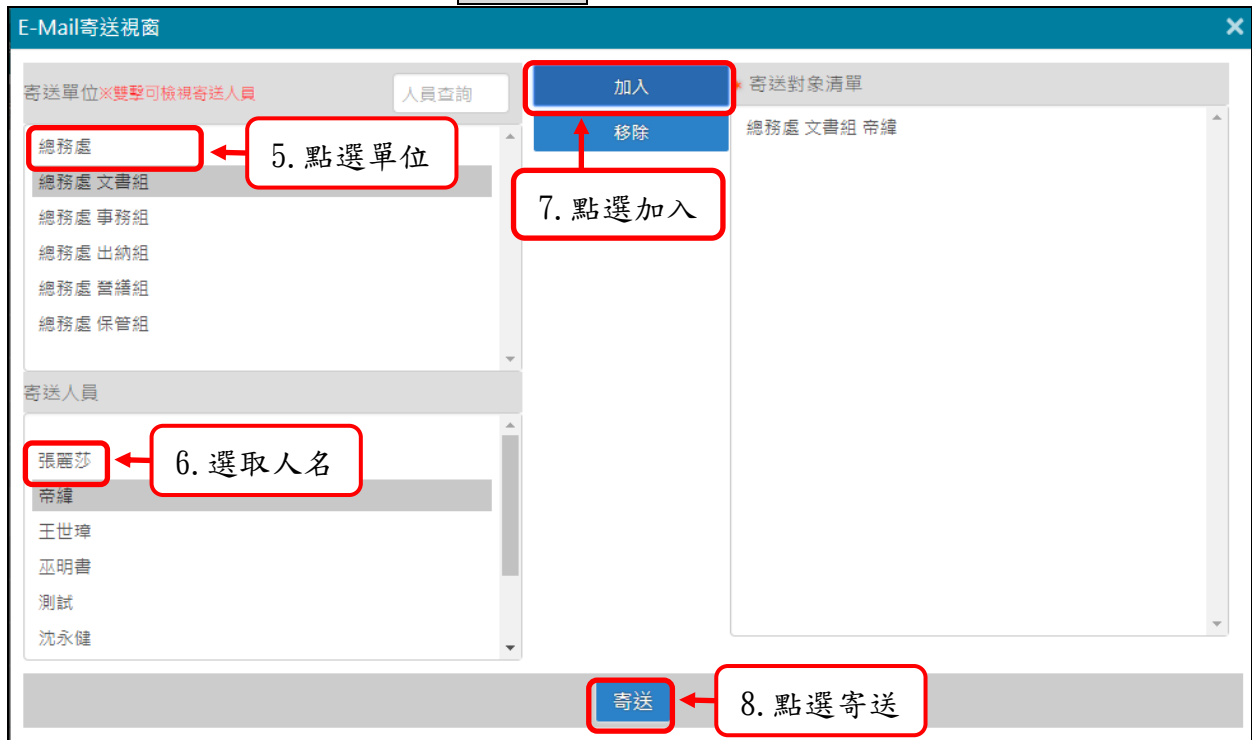 E-Mail寄送視窗
寄送單位※雙擊可檢視寄送人員
人員查詢
總務處
總務處 文書組
總務處 事務組
總務處 出納組
總務處 營繕組
總務處 保管組
5.點選單位
寄送人員
張麗莎
帝緯
王世璋
巫明書
測試
沈永健
6.選取人名
加入
移除
7.點選加入
* 寄送對象清單
總務處 文書組 帝緯
寄送
8.點選寄送